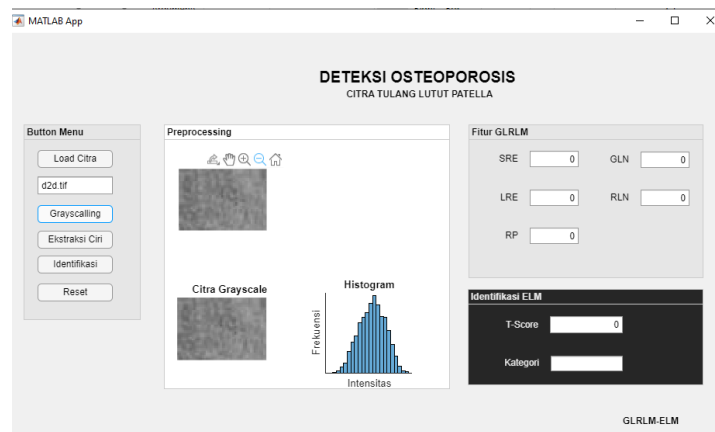 MATLAB App
DETEKSI OSTEOPOROSIS
CITRA TULANG LUTUT PATELLA
Button Menu
Load Citra
d2d.tif
Grayscalling
Ekstraksi Ciri
Identifikasi
Reset
Preprocessing
Citra Grayscale
Histogram
Frekuensi
Intensitas
Fitur GLRLM
SRE 0 GLN 0
LRE 0 RLN 0
RP 0
Identifikasi ELM
T-Score 0
Kategori
GLRLM-ELM